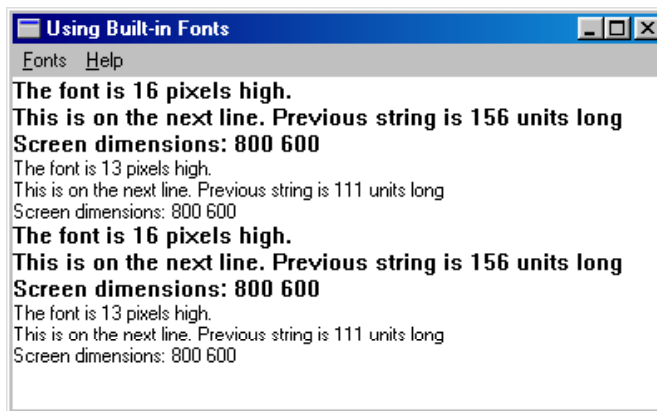 Using Built-in Fonts
Fonts Help
The font is 16 pixels high.
This is on the next line. Previous string is 156 units long
Screen dimensions: 800 600
The font is 13 pixels high.
This is on the next line. Previous string is 111 units long
Screen dimensions: 800 600
The font is 16 pixels high.
This is on the next line. Previous string is 156 units long
Screen dimensions: 800 600
The font is 13 pixels high.
This is on the next line. Previous string is 111 units long
Screen dimensions: 800 600